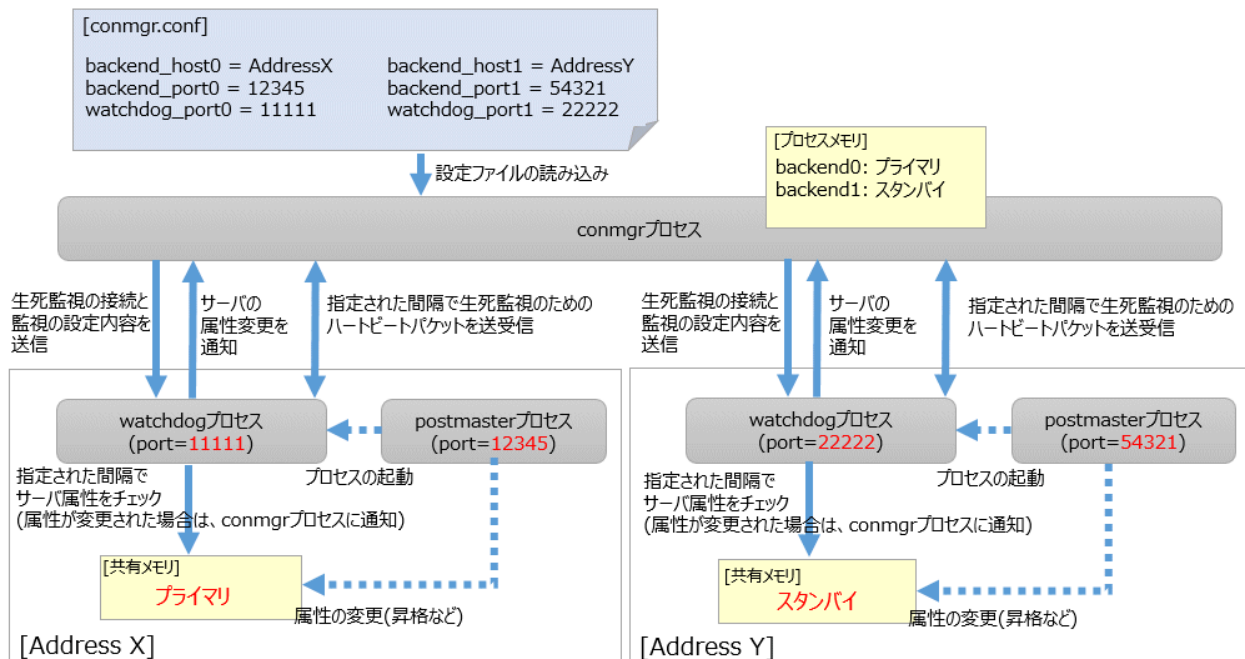 [conmgr.conf]
backend_host0 = AddressX
backend_port0 = 12345
watchdog_port0 = 11111
backend_host1 = AddressY
backend_port1 = 54321
watchdog_port1 = 22222
[プロセスメモリ]
backend0: プライマリ
backend1: スタンバイ
設定ファイルの読み込み
conmgrプロセス
生死監視の接続と
監視の設定内容を
送信
サーバの
属性変更を
通知
指定された間隔で生死監視のための
ハートビートパケットを送受信
生死監視の接続と
監視の設定内容を
送信
サーバの
属性変更を
通知
指定された間隔で生死監視のための
ハートビートパケットを送受信
watchdogプロセス
(port=11111)
postmasterプロセス
(port=12345)
プロセスの起動
指定された間隔で
サーバ属性をチェック
(属性が変更された場合は、conmgrプロセスに通知)
[共有メモリ]
プライマリ
属性の変更(昇格など)
[Address X]
watchdogプロセス
(port=22222)
postmasterプロセス
(port=54321)
プロセスの起動
指定された間隔で
サーバ属性をチェック
(属性が変更された場合は、conmgrプロセスに通知)
[共有メモリ]
スタンバイ
属性の変更(昇格など)
[Address Y]